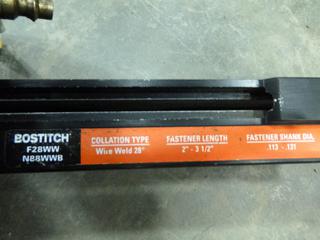 BOSTITCH
F28WW
N88WWB
COLLATION TYPE
Wire Weld 28°
FASTENER LENGTH
2" - 3 1/2"
FASTENER SHANK DIA.
.113 - .131